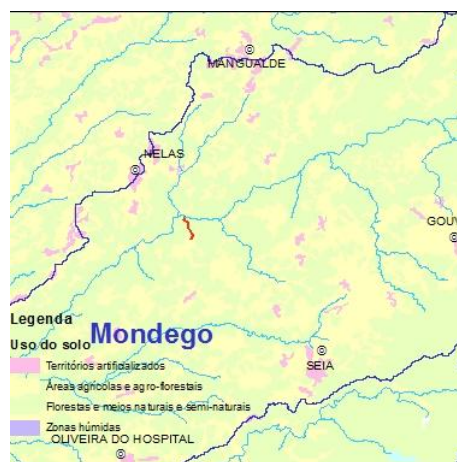 MANGUALDE
NELAS
GOUV
Legenda
Mondego
Uso do solo
Territórios artificializados
SEIA
Áreas agrícolas e agro-florestais
Florestas e meios naturais e semi-naturais
Zonas húmidas
OLIVEIRA DO HOSPITAL